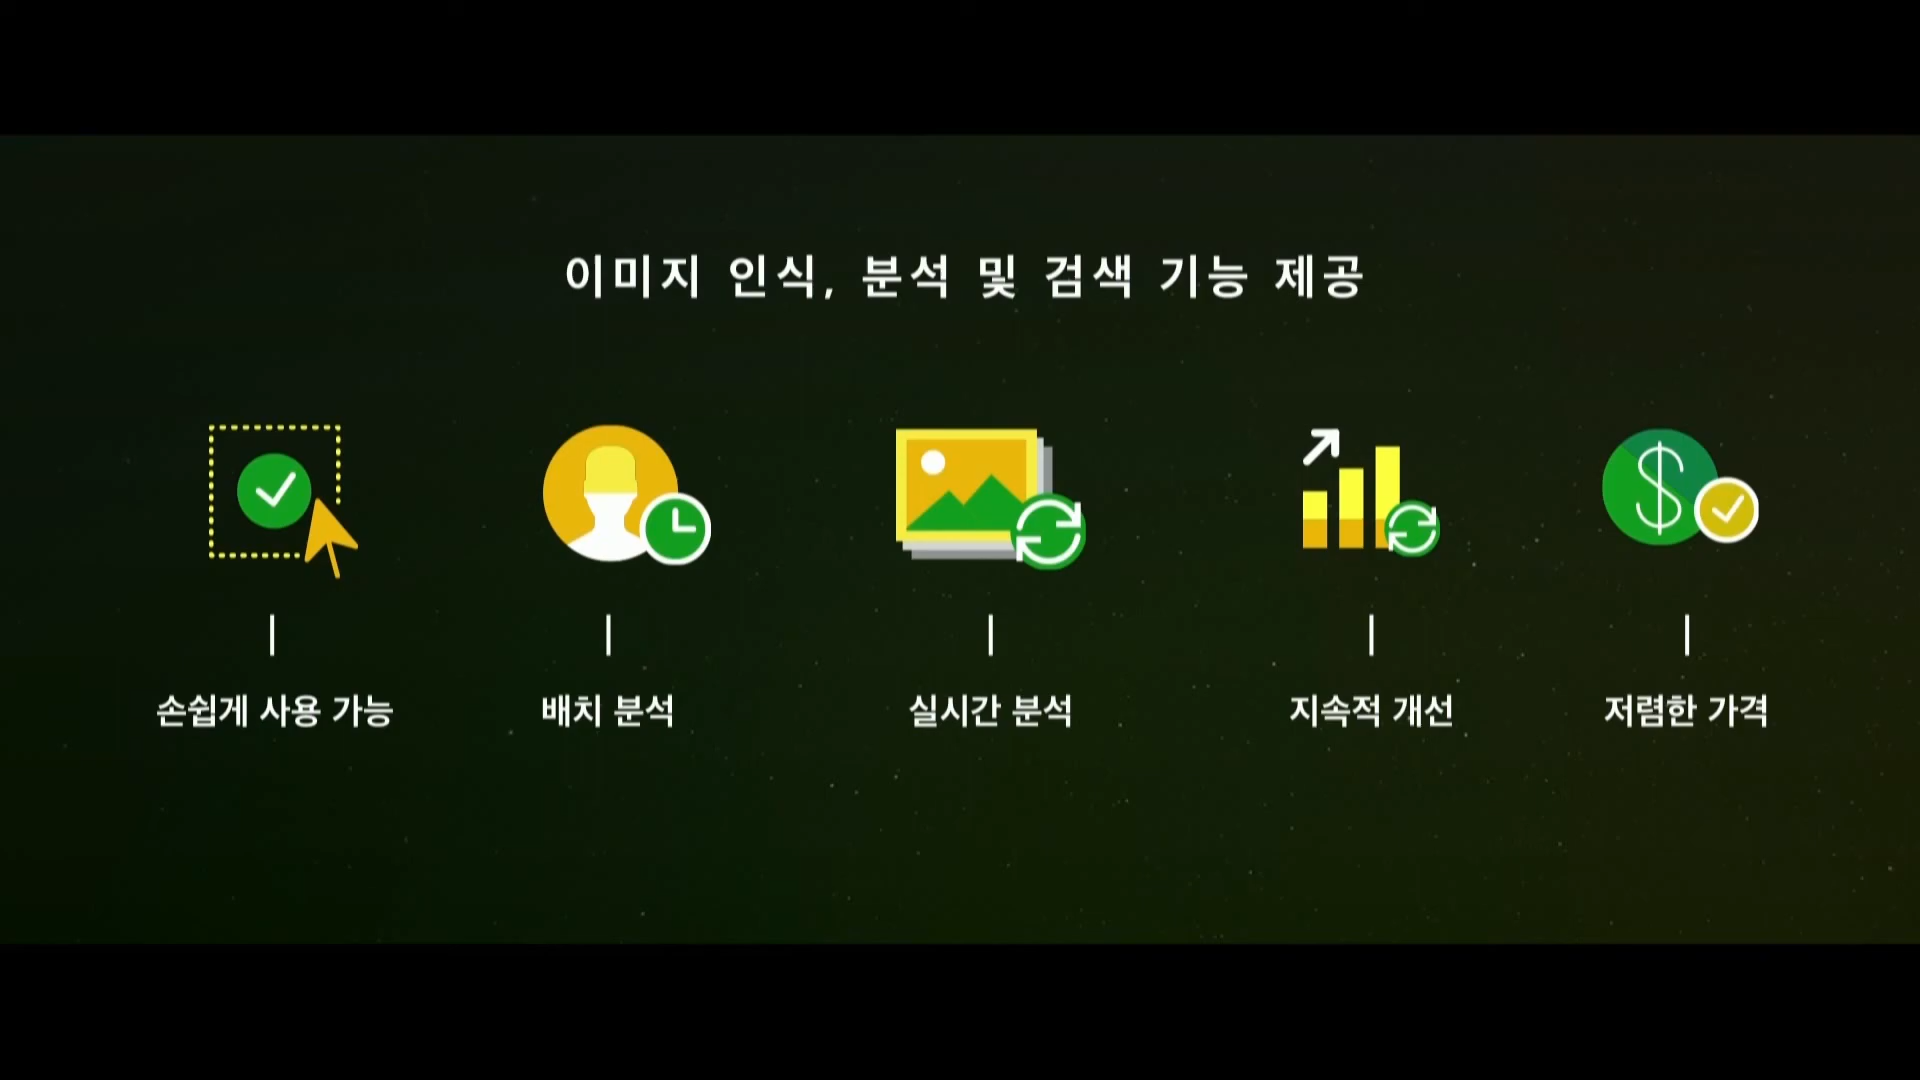 이미지 인식, 분석 및 검색 기능 제공
손쉽게 사용 가능
배치 분석
실시간 분석
지속적 개선
저렴한 가격